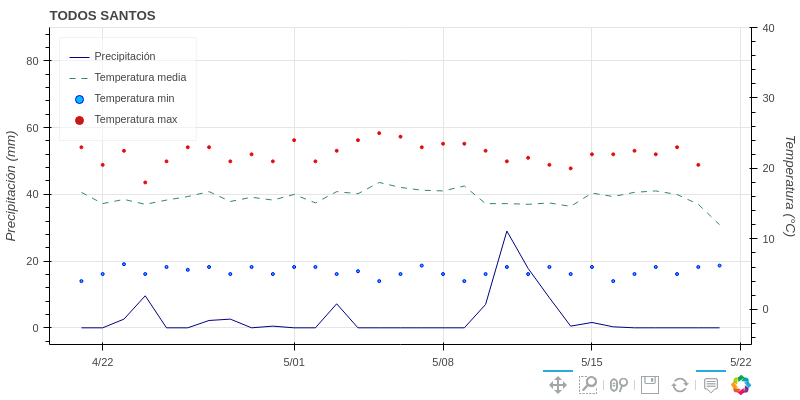 TODOS SANTOS
Precipitación
Temperatura media
Temperatura min
Temperatura max
Precipitación (mm)
80
60
40
20
0
Temperatura (°C)
40
30
20
10
0
4/22
5/01
5/08
5/15
5/22